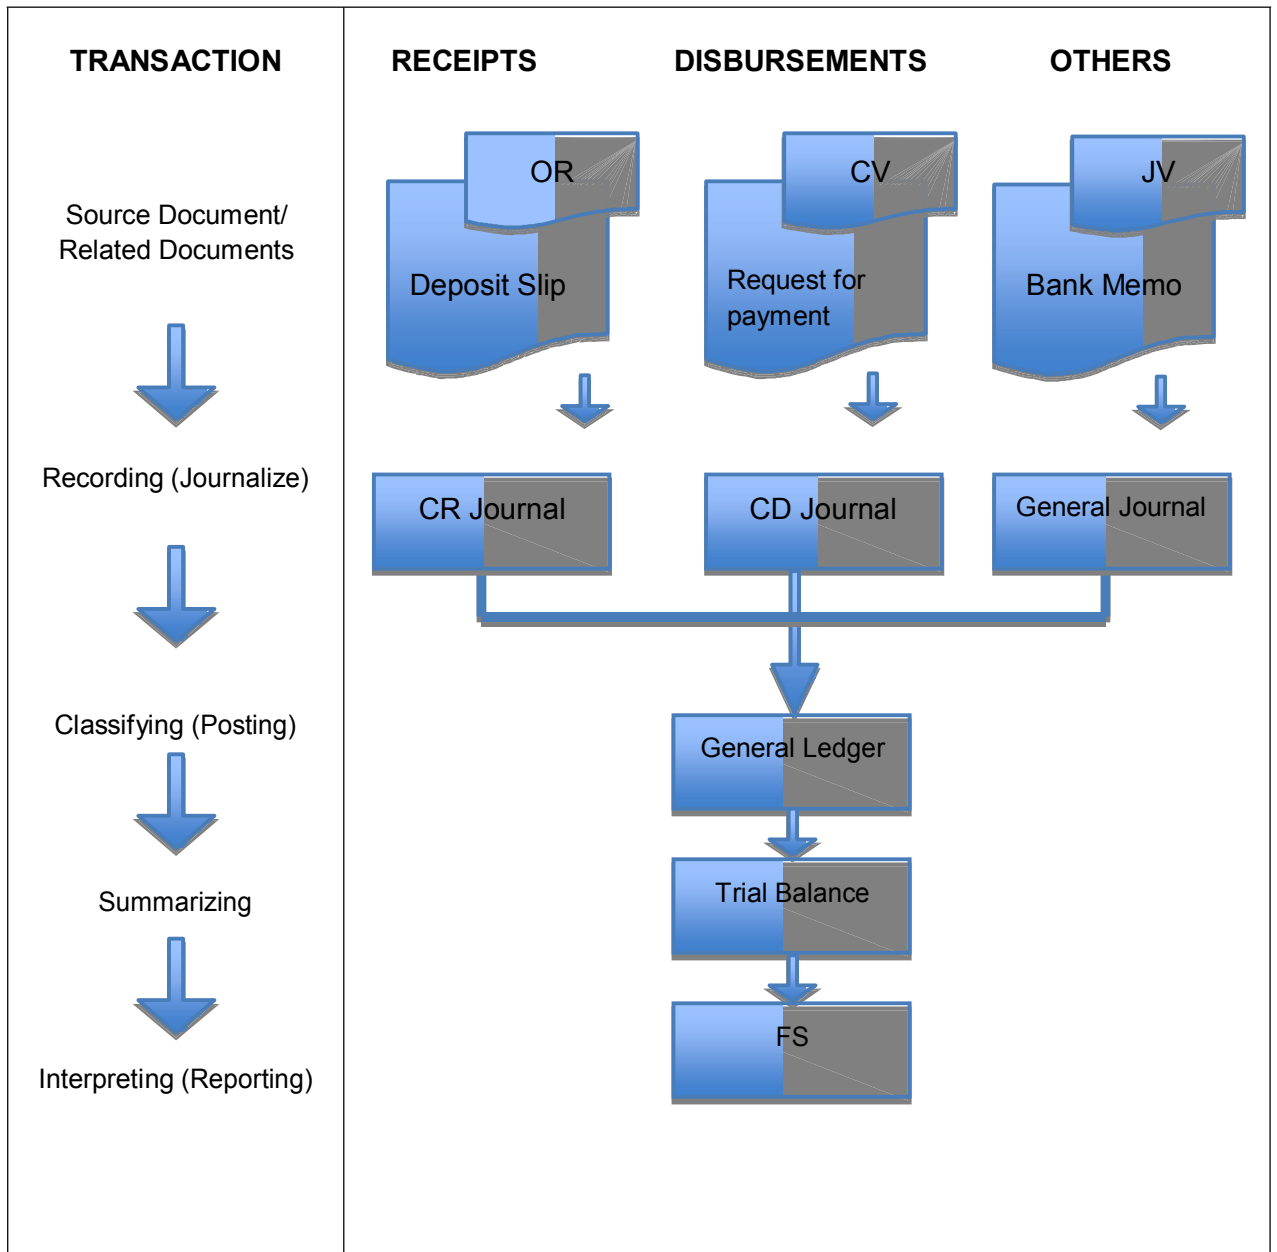 TRANSACTION
RECEIPTS
DISBURSEMENTS
OTHERS
Source Document/
Related Documents
OR
Deposit Slip
CV
Request for
payment
JV
Bank Memo
Recording (Journalize)
CR Journal
CD Journal
General Journal
Classifying (Posting)
General Ledger
Summarizing
Trial Balance
Interpreting (Reporting)
FS